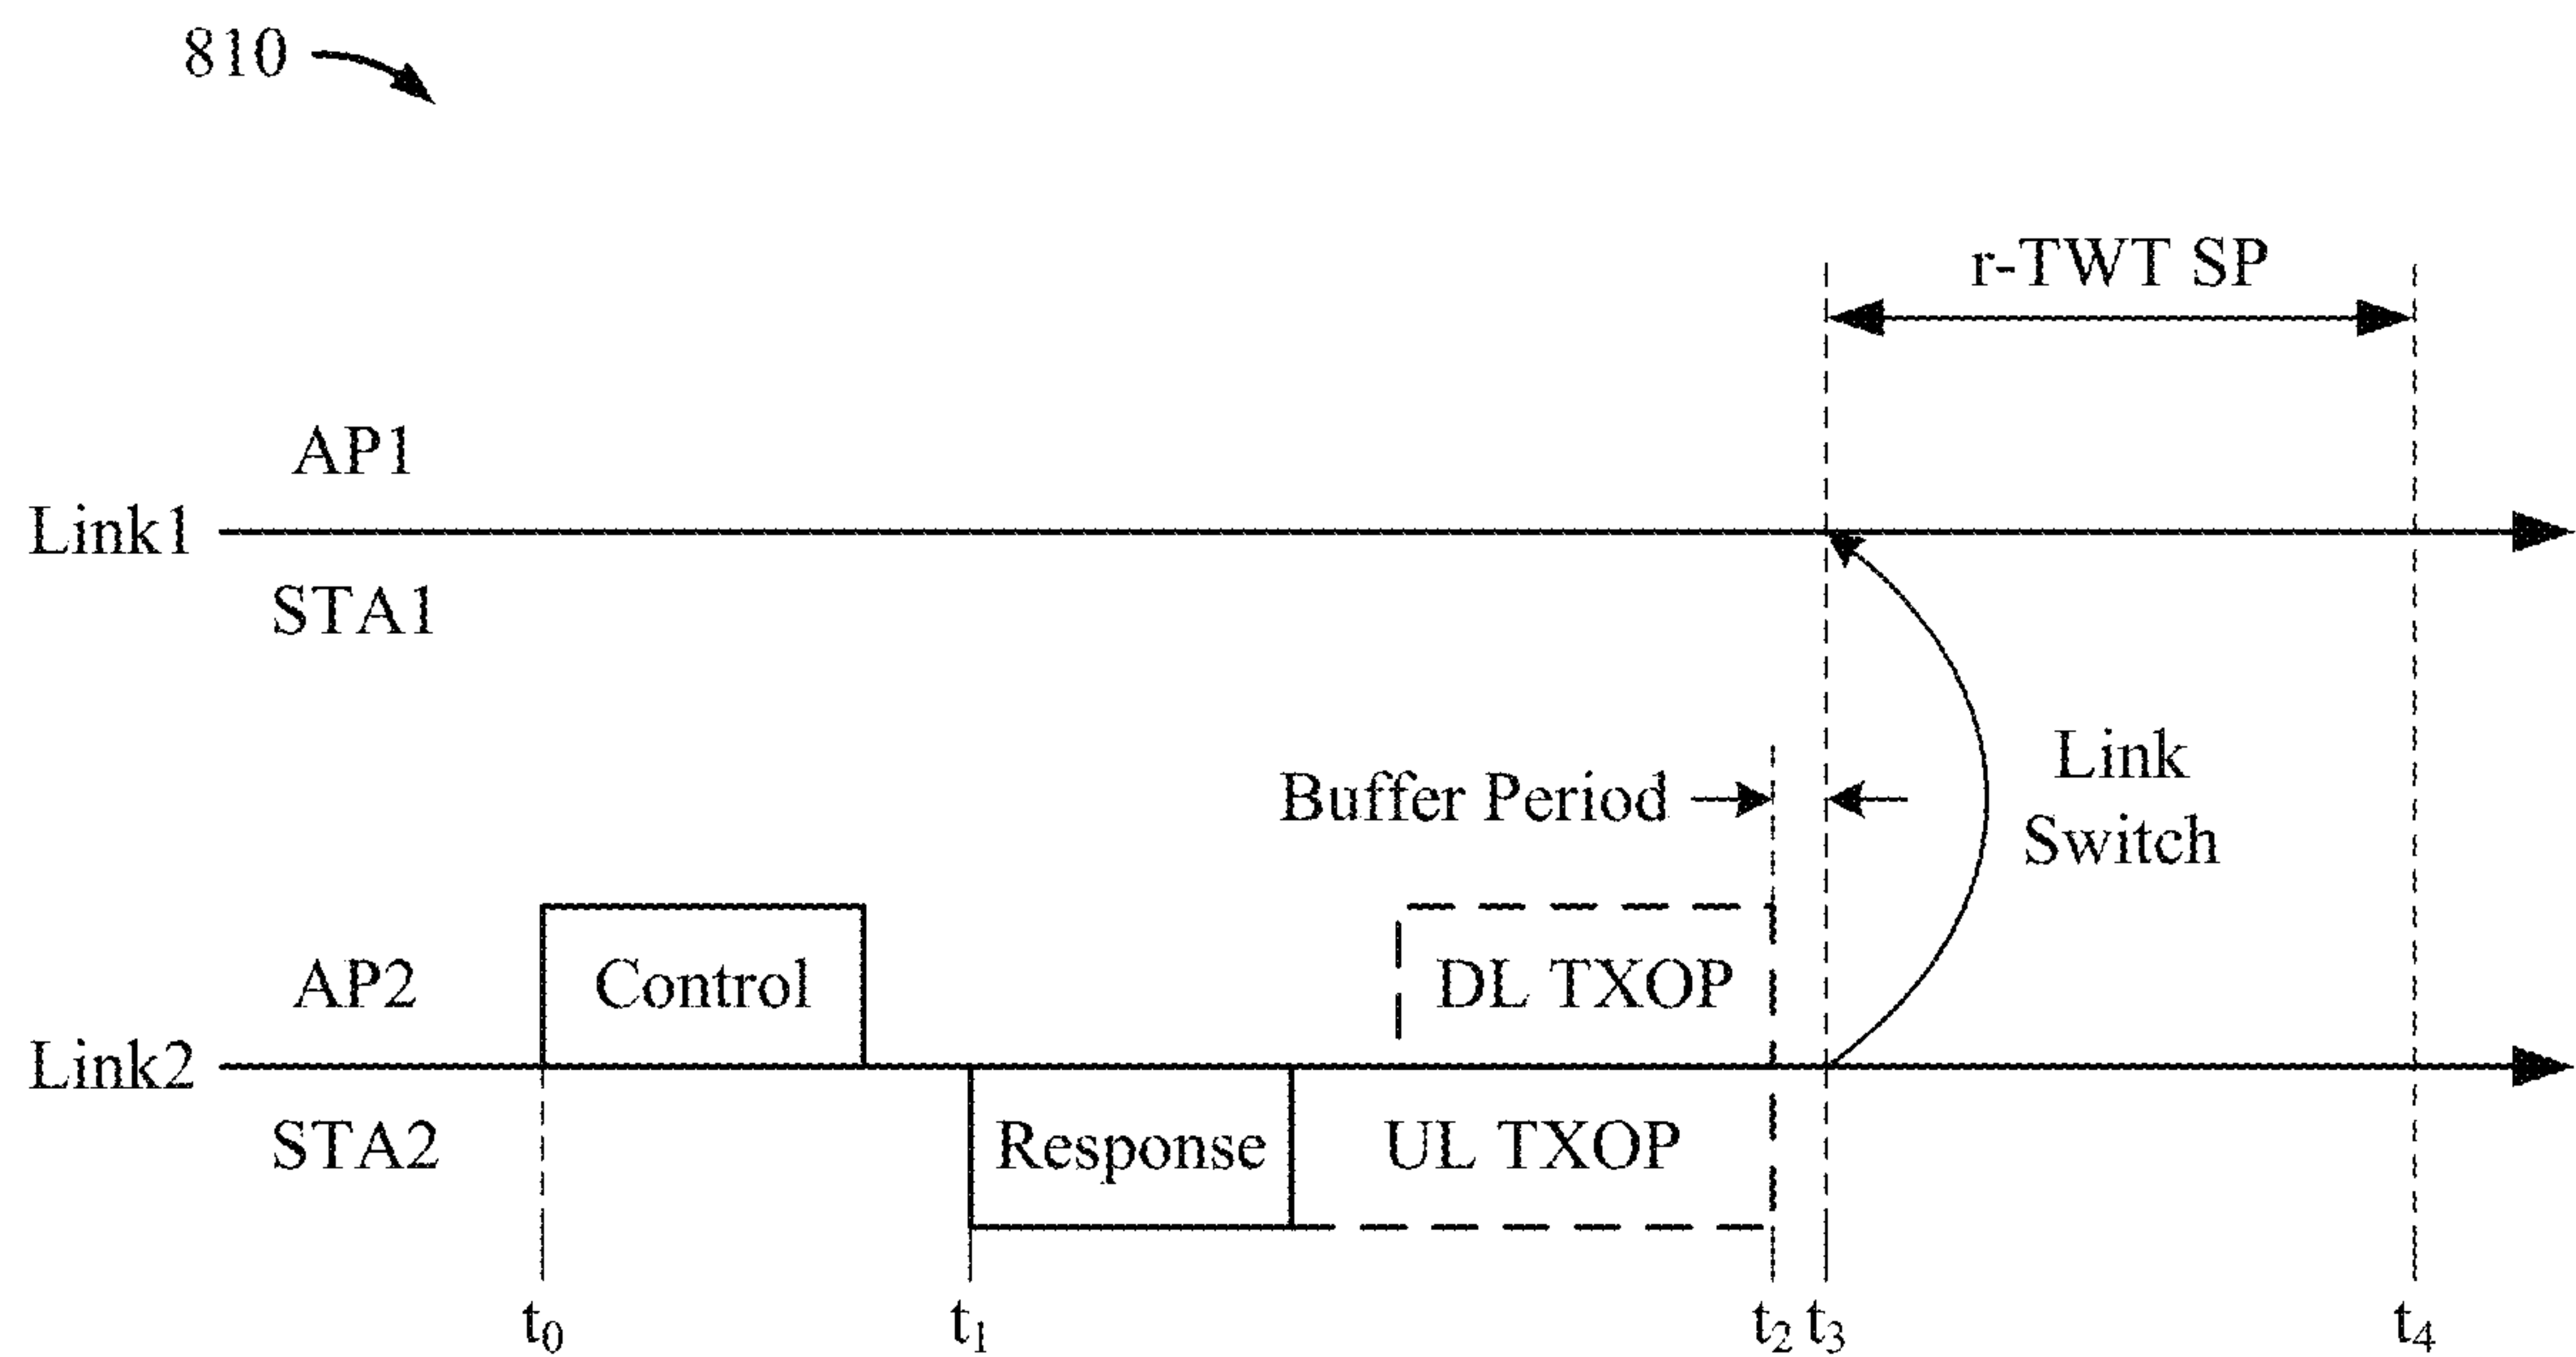 810
r-TWT SP
AP1
Link1
STA1
Link
Buffer Period
Switch
AP2
Control
DL TXOP
Link2
STA2
Response
UL TXOP
t0
t1
t2
t3
t4